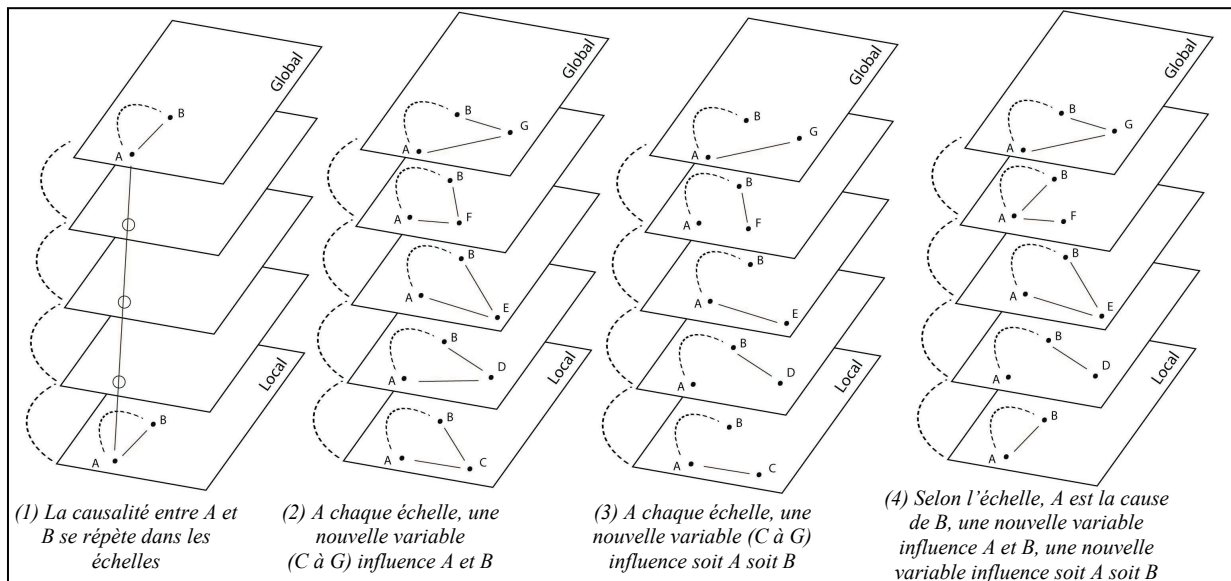 Global
B
A
Local
B
A
(1) La causalité entre A et
B se répète dans les
échelles
Global
B
G
A
B
A
F
B
A
E
B
A
D
Local
B
A
C
(2) A chaque échelle, une
nouvelle variable
(C à G) influence A et B
Global
B
G
A
B
A
F
B
A
E
B
A
D
Local
B
A
C
(3) A chaque échelle, une
nouvelle variable (C à G)
influence soit A soit B
Global
B
G
A
B
A
F
B
A
E
B
A
D
Local
B
A
(4) Selon l’échelle, A est la cause
de B, une nouvelle variable
influence A et B, une nouvelle
variable influence soit A soit B